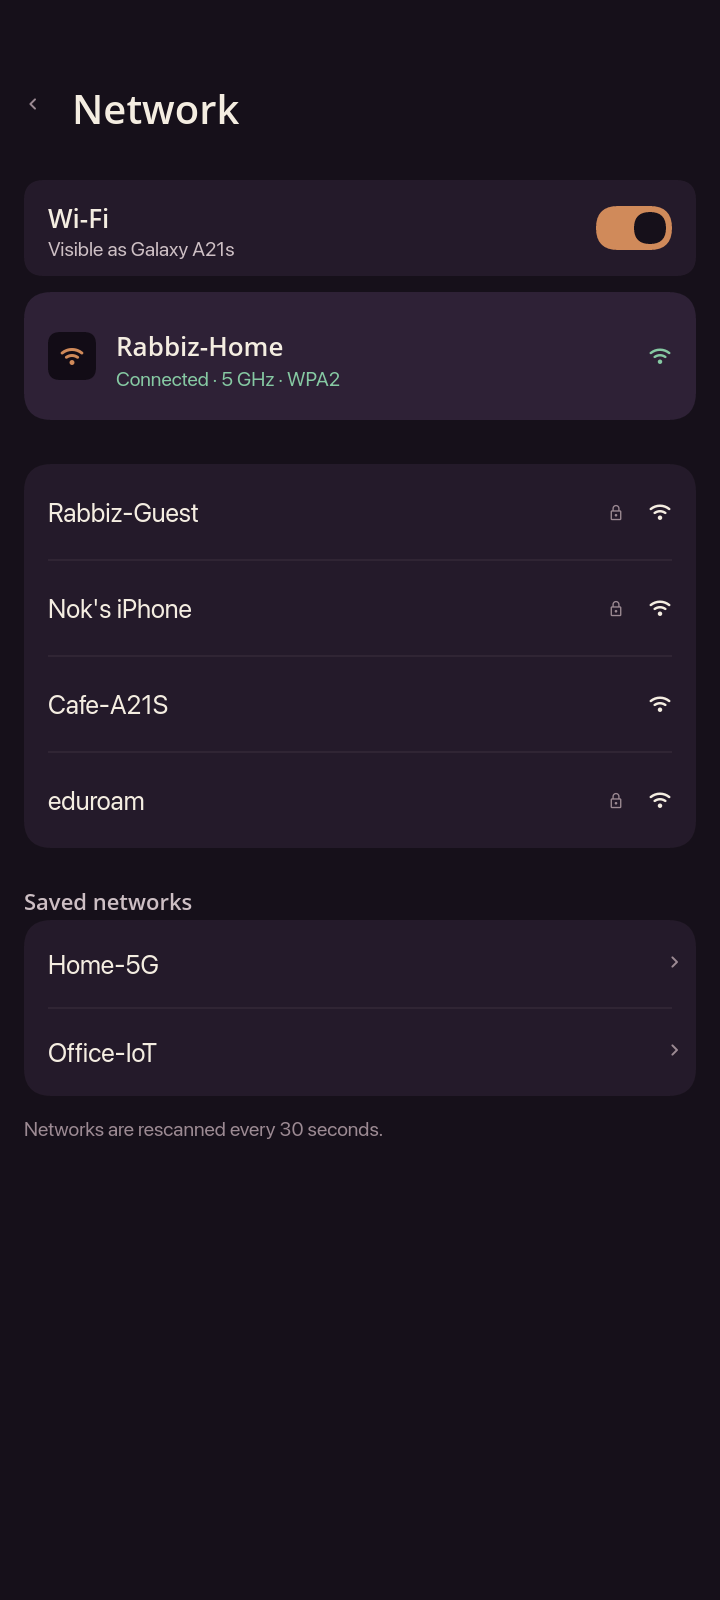 Network
Wi-Fi
Visible as Galaxy A21s
Rabbiz-Home
Connected · 5 GHz · WPA2
Rabbiz-Guest
Nok's iPhone
Cafe-A21S
eduroam
Saved networks
Home-5G
Office-IoT
Networks are rescanned every 30 seconds.